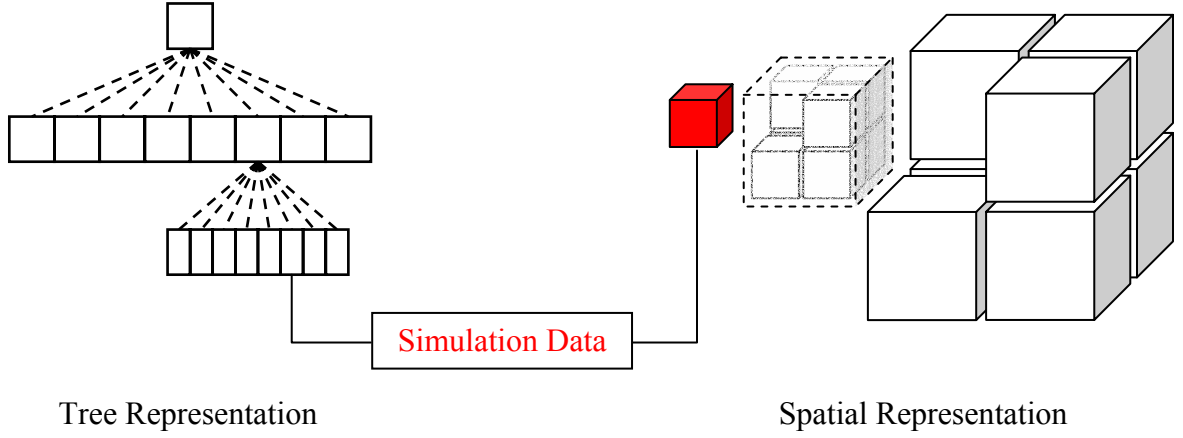 Simulation Data
Tree Representation
Spatial Representation